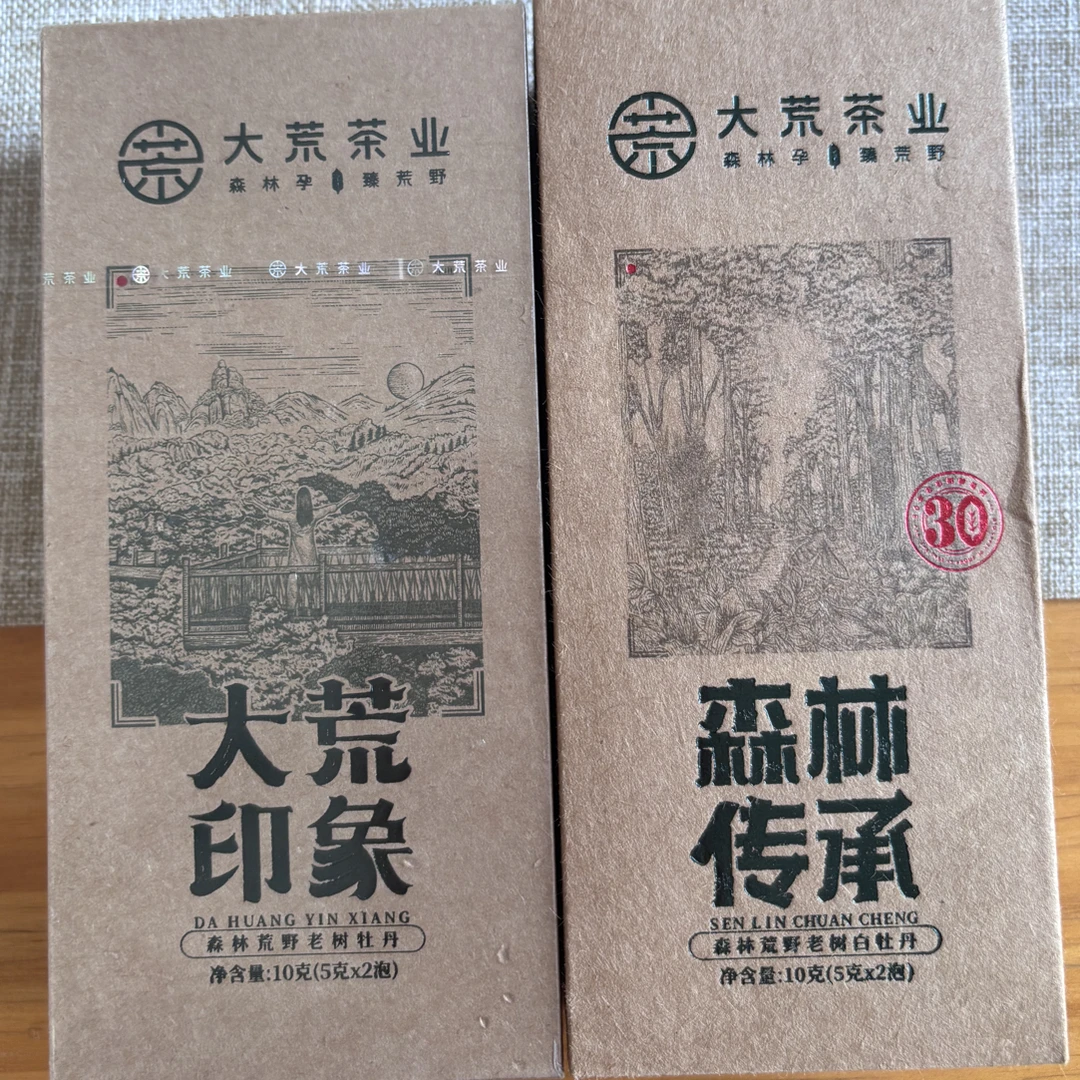 大荒茶业
森林孕 臻荒野
荒茶业
大荒茶业
大荒茶业
大荒茶业
大荒
印象
DA HUANG YIN XIANG
森林荒野老树牡丹
净含量:10克(5克x2泡)
大荒茶业
森林孕 臻荒野
30
森林
传承
SEN LIN CHUAN CHENG
森林荒野老树白牡丹
净含量:10克(5克x2泡)